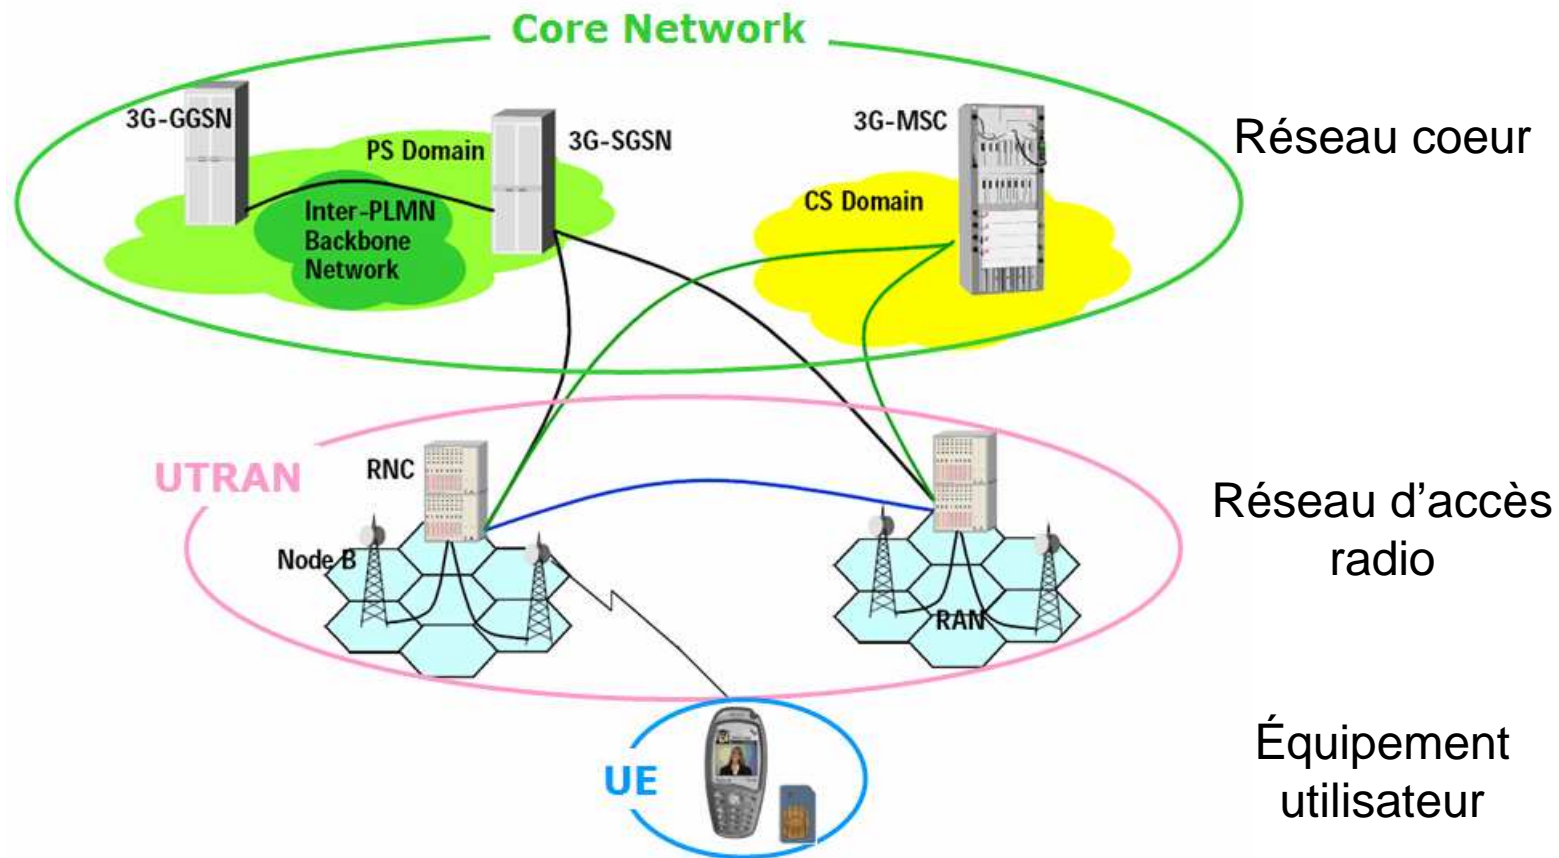 Core Network
3G-GGSN
PS Domain
3G-SGSN
3G-MSC
Réseau coeur
Inter-PLMN
Backbone
Network
CS Domain
UTRAN
RNC
Node B
RAN
Réseau d’accès
radio
UE
Équipement
utilisateur